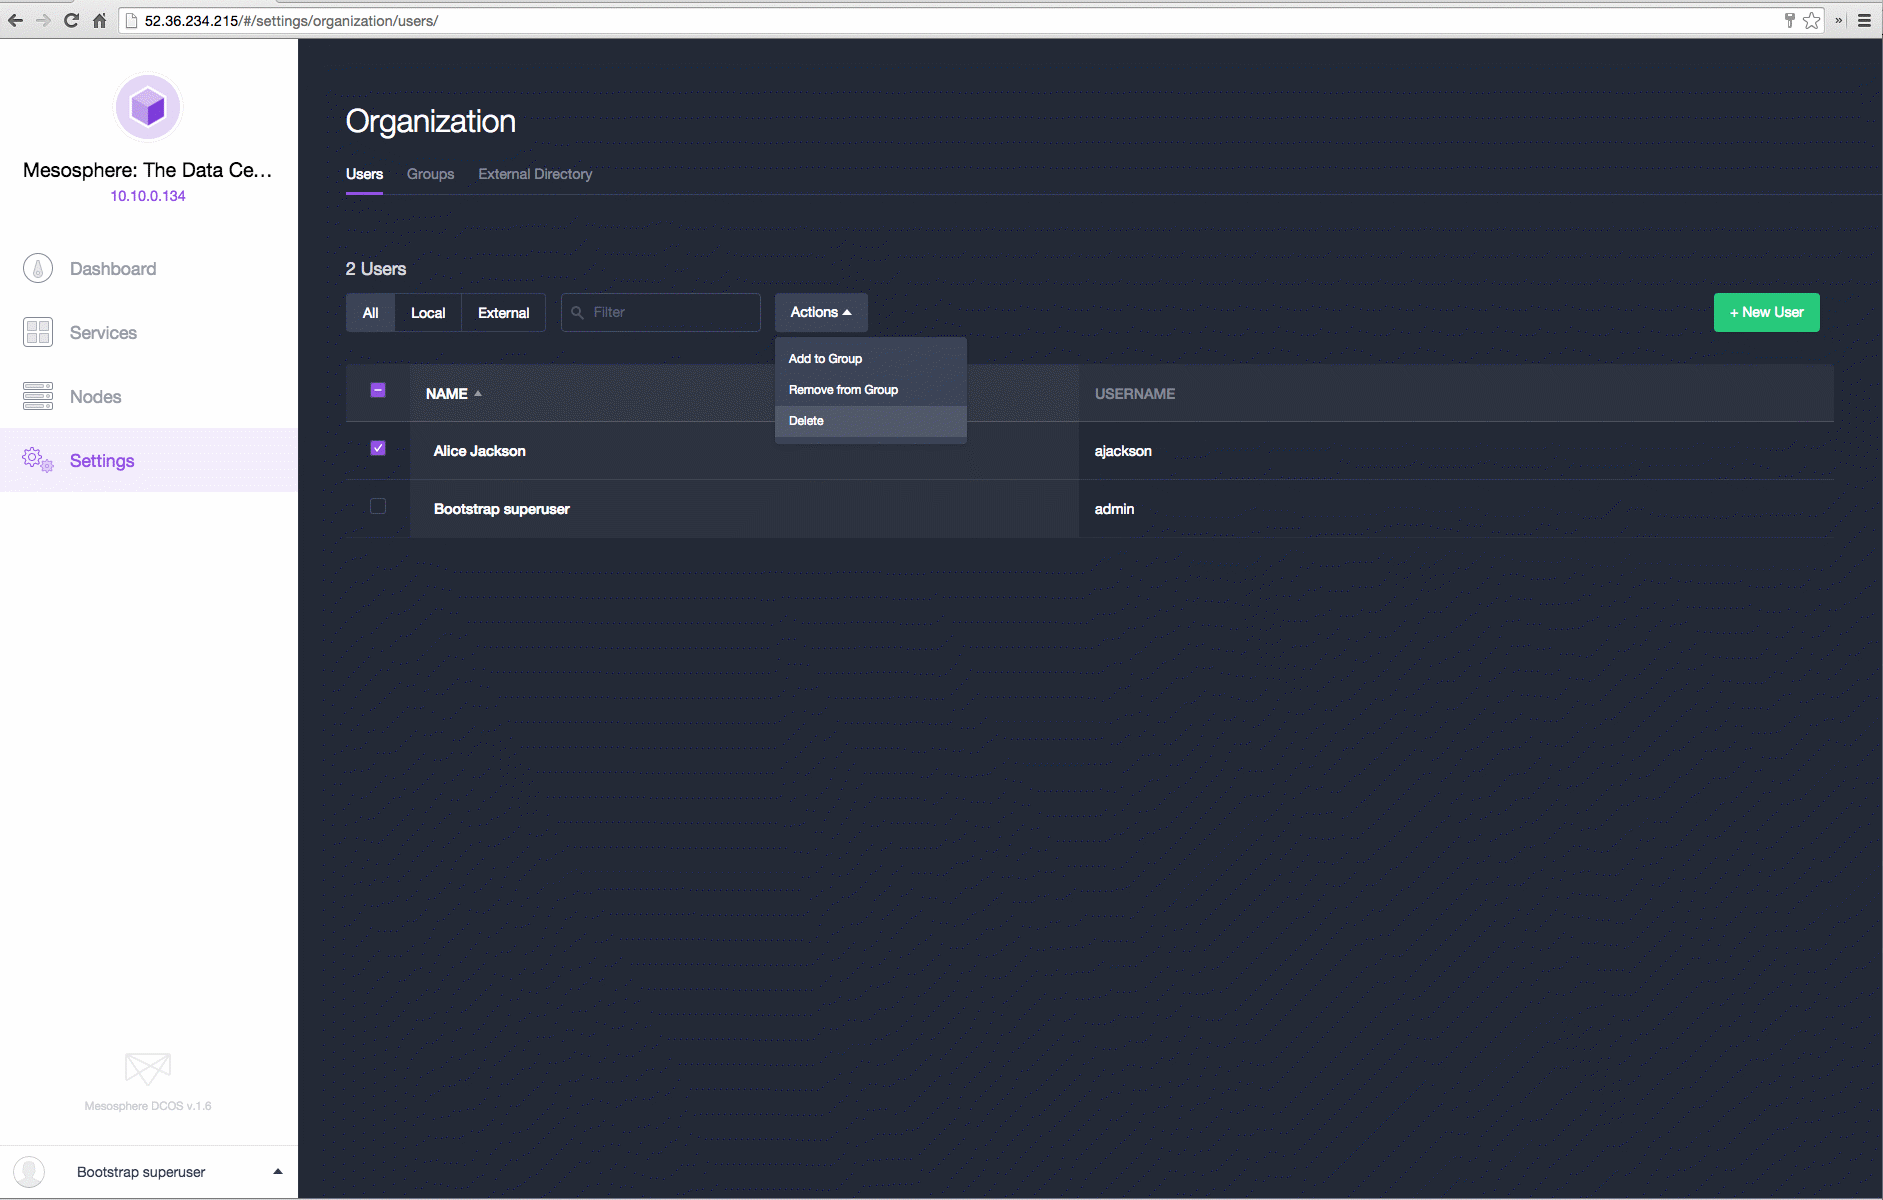 52.36.234.215/#/settings/organization/users/
»
Mesosphere: The Data Ce...
10.10.0.134
Dashboard
Services
Nodes
Settings
Mesosphere DCOS v.1.6
Bootstrap superuser
Organization
Users Groups External Directory
2 Users
All Local External Filter Actions + New User
Add to Group
Remove from Group
Delete
NAME USERNAME
Alice Jackson ajackson
Bootstrap superuser admin